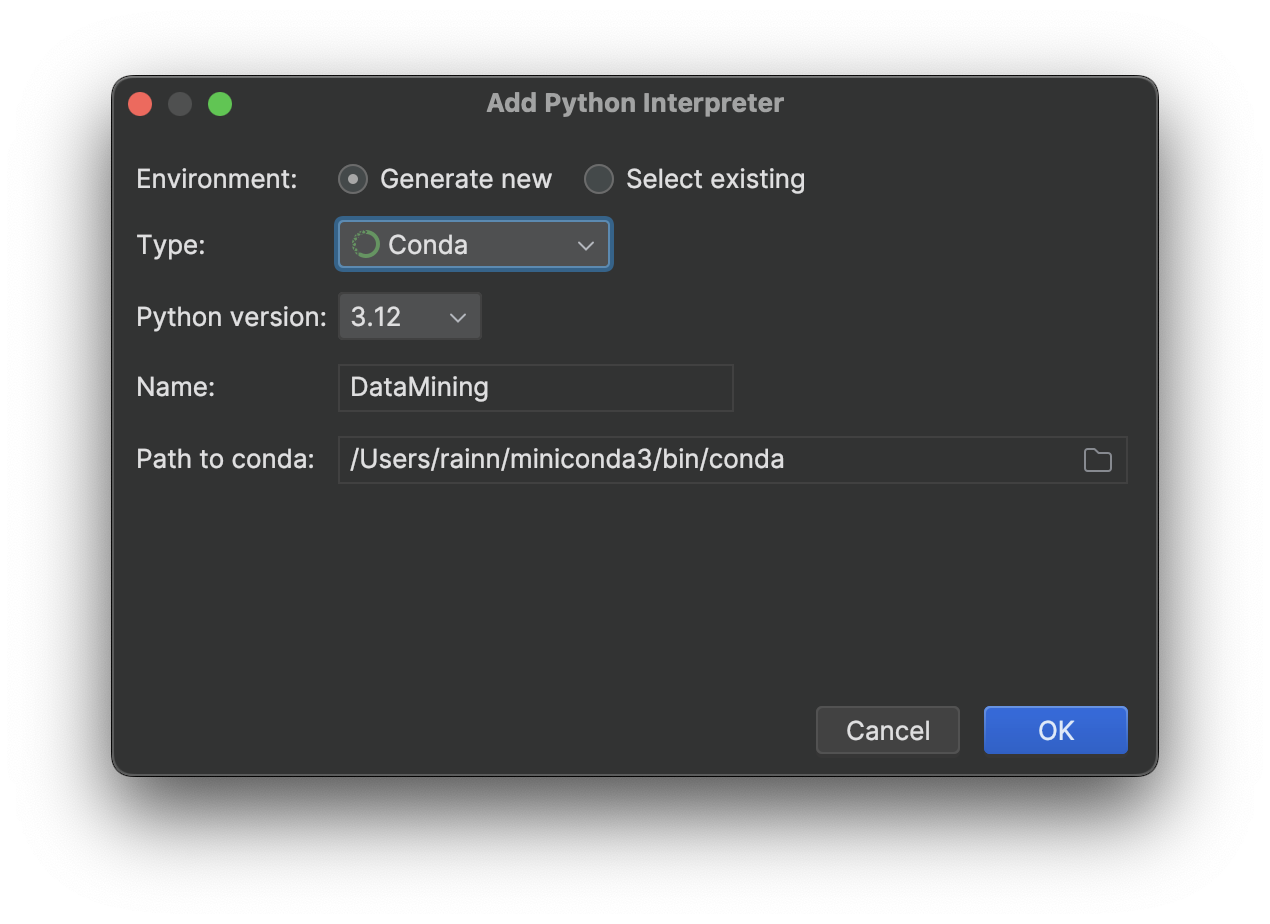 Add Python Interpreter
Environment: Generate new Select existing
Type: Conda
Python version: 3.12
Name: DataMining
Path to conda: /Users/rainn/miniconda3/bin/conda
Cancel OK